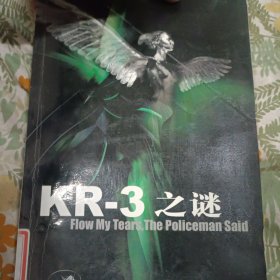 KR-3 之谜
Flow My Tears,The Policeman Said